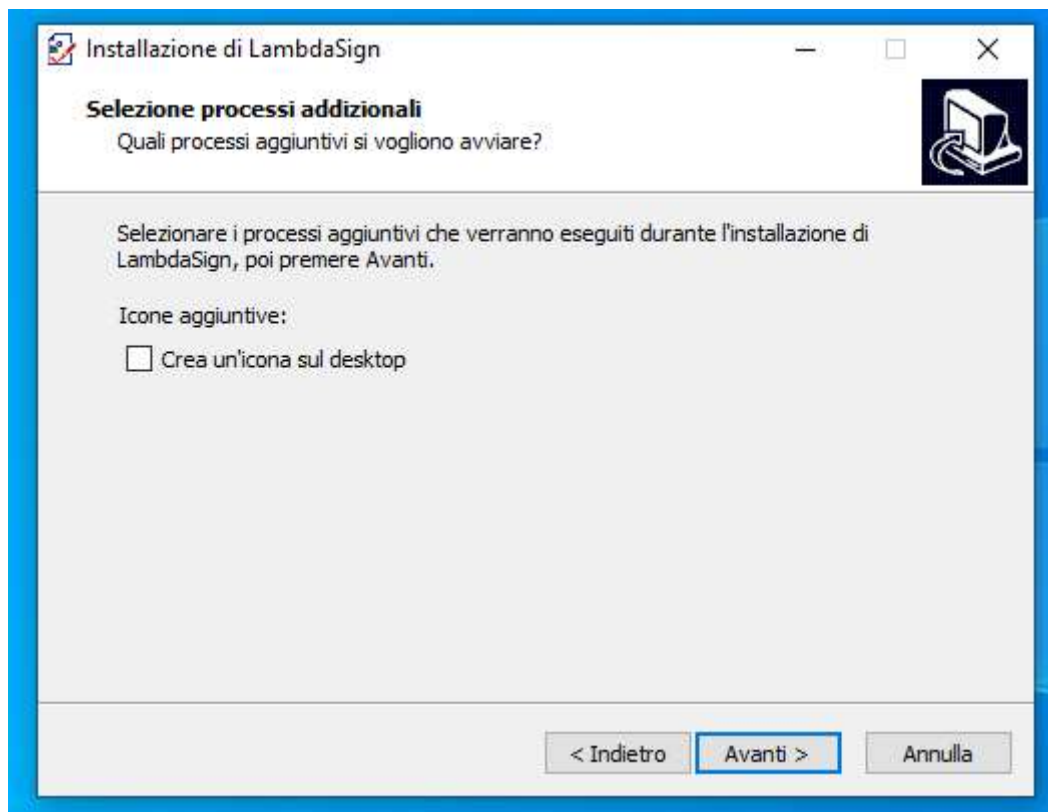 Installazione di LambdaSign
Selezione processi addizionali
Quali processi aggiuntivi si vogliono avviare?
Selezionare i processi aggiuntivi che verranno eseguiti durante l'installazione di
LambdaSign, poi premere Avanti.
Icone aggiuntive:
Crea un'icona sul desktop
< Indietro
Avanti >
Annulla